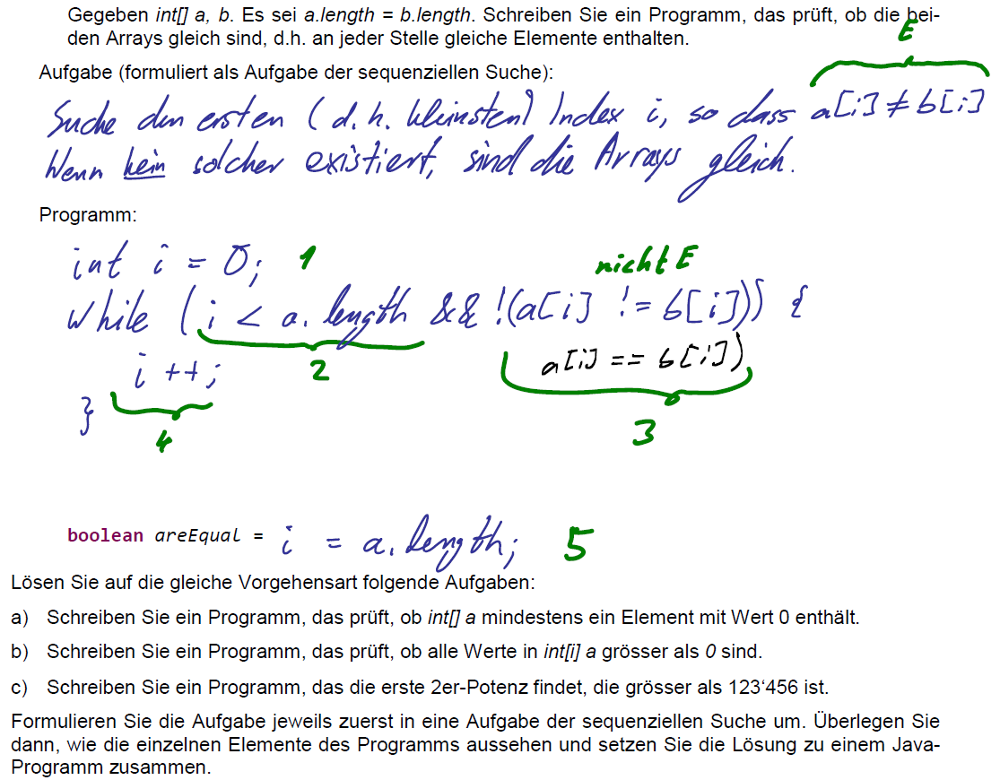 Gegeben int[] a, b. Es sei a.length = b.length. Schreiben Sie ein Programm, das prüft, ob die bei-
den Arrays gleich sind, d.h. an jeder Stelle gleiche Elemente enthalten.
E
Aufgabe (formuliert als Aufgabe der sequenziellen Suche):
Suche den ersten (d.h. kleinsten) Index i, so dass a[i] ≠ b[i]
Wenn kein solcher existiert, sind die Arrays gleich.
Programm:
int i = 0; 1
nicht E
while (i < a.length && !(a[i] != b[i])) {
2
a[i] == b[i])
i++;
3
}
4
boolean areEqual = i = a.length; 5
Lösen Sie auf die gleiche Vorgehensart folgende Aufgaben:
a) Schreiben Sie ein Programm, das prüft, ob int[] a mindestens ein Element mit Wert 0 enthält.
b) Schreiben Sie ein Programm, das prüft, ob alle Werte in int[i] a grösser als 0 sind.
c) Schreiben Sie ein Programm, das die erste 2er-Potenz findet, die grösser als 123‘456 ist.
Formulieren Sie die Aufgabe jeweils zuerst in eine Aufgabe der sequenziellen Suche um. Überlegen Sie
dann, wie die einzelnen Elemente des Programms aussehen und setzen Sie die Lösung zu einem Java-
Programm zusammen.